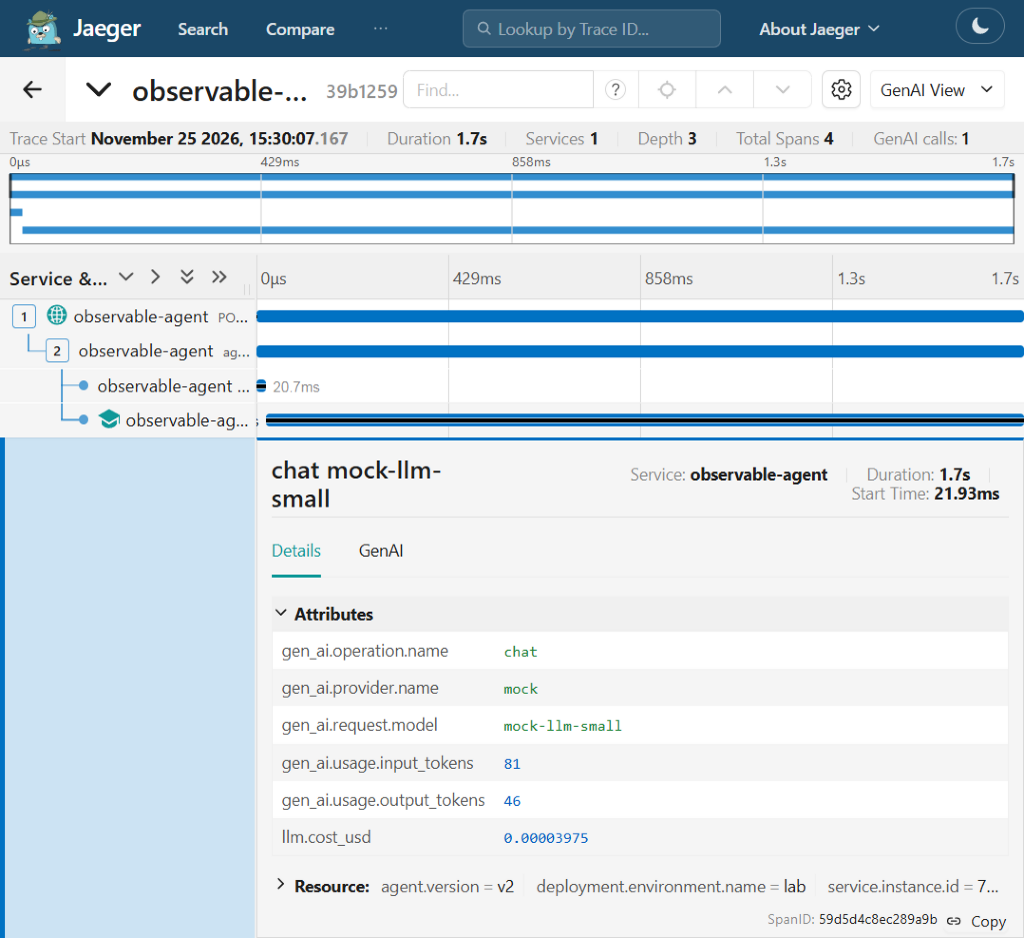 Jaeger Search Compare ··· Lookup by Trace ID... About Jaeger
observable-... 39b1259 Find... ? GenAI View
Trace Start November 25 2026, 15:30:07.167 Duration 1.7s Services 1 Depth 3 Total Spans 4 GenAI calls: 1
0μs 429ms 858ms 1.3s 1.7s
Service &... 0μs 429ms 858ms 1.3s 1.7s
1 observable-agent PO...
2 observable-agent ag...
observable-agent ... 20.7ms
observable-ag... s
chat mock-llm-
small
Service: observable-agent Duration: 1.7s
Start Time: 21.93ms
Details GenAI
Attributes
gen_ai.operation.name chat
gen_ai.provider.name mock
gen_ai.request.model mock-llm-small
gen_ai.usage.input_tokens 81
gen_ai.usage.output_tokens 46
llm.cost_usd 0.00003975
Resource: agent.version = v2 deployment.environment.name = lab service.instance.id = 7...
SpanID: 59d5d4c8ec289a9b Copy